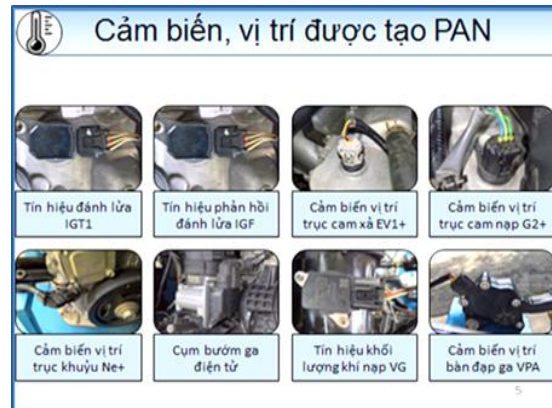 Cảm biến, vị trí được tạo PAN
Tín hiệu đánh lửa
IGT1
Tín hiệu phản hồi
đánh lửa IGF
Cảm biến vị trí
trục cam xả EV1+
Cảm biến vị trí
trục cam nạp G2+
Cảm biến vị trí
trục khuỷu Ne+
Cụm bướm ga
điện tử
Tín hiệu khối
lượng khí nạp VG
Cảm biến vị trí
bàn đạp ga VPA
5